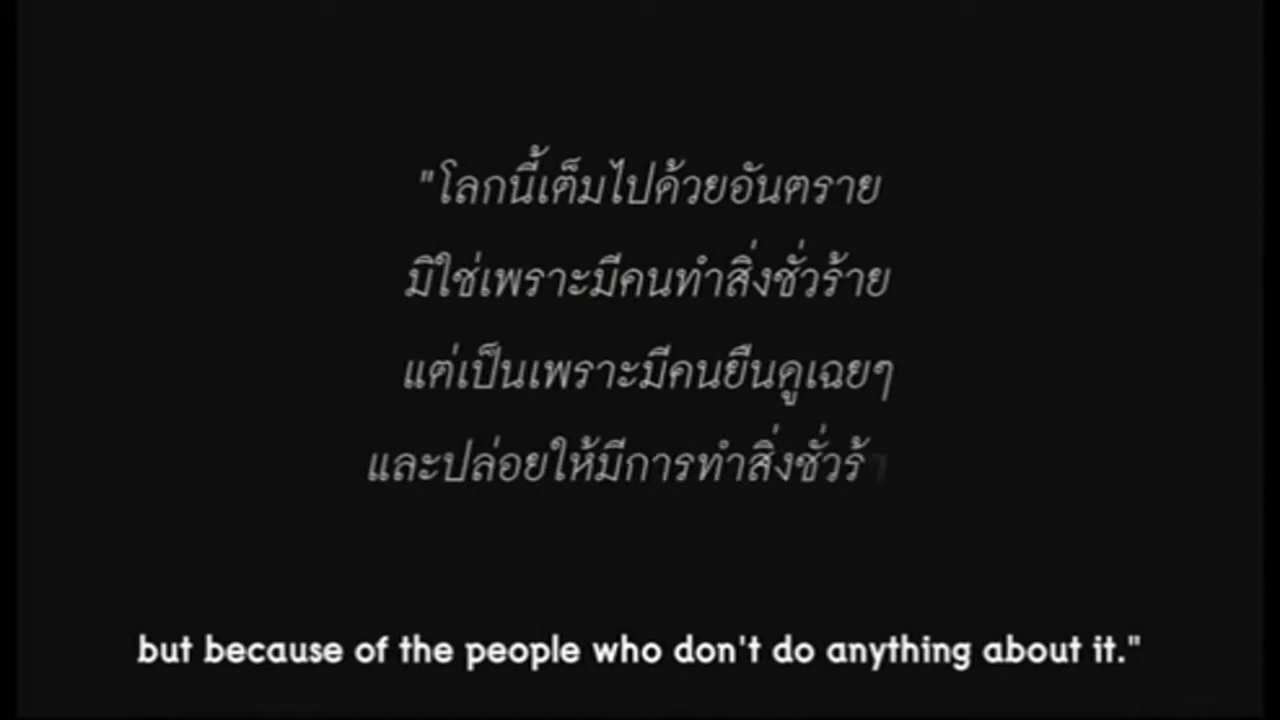 "โลกนี้เต็มไปด้วยอันตราย
มิใช่เพราะมีคนทำสิ่งชั่วร้าย
แต่เป็นเพราะมีคนยืนดูเฉยๆ
และปล่อยให้มีการทำสิ่งชั่วร้า
but because of the people who don't do anything about it."